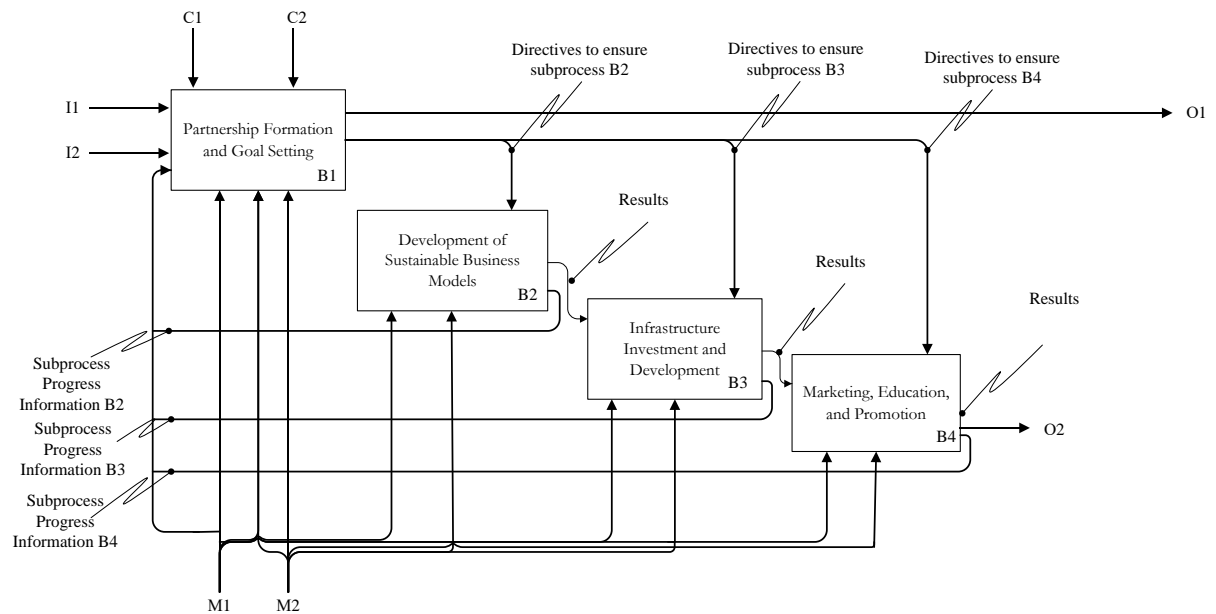 C1
C2
Directives to ensure
subprocess B2
Directives to ensure
subprocess B3
Directives to ensure
subprocess B4
I1
I2
Partnership Formation
and Goal Setting
B1
O1
Results
Development of
Sustainable Business
Models
B2
Results
Results
Infrastructure
Investment and
Development
B3
Marketing, Education,
and Promotion
B4
O2
Subprocess
Progress
Information B2
Subprocess
Progress
Information B3
Subprocess
Progress
Information B4
M1
M2